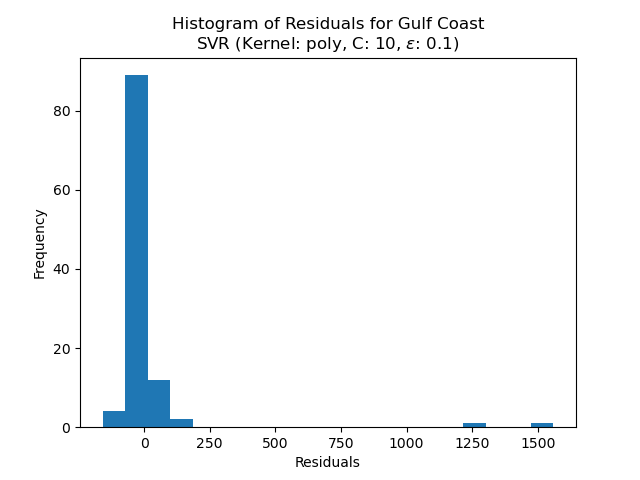 Histogram of Residuals for Gulf Coast
SVR (Kernel: poly, C: 10, ε: 0.1)
80
60
40
20
0
Frequency
0 250 500 750 1000 1250 1500
Residuals